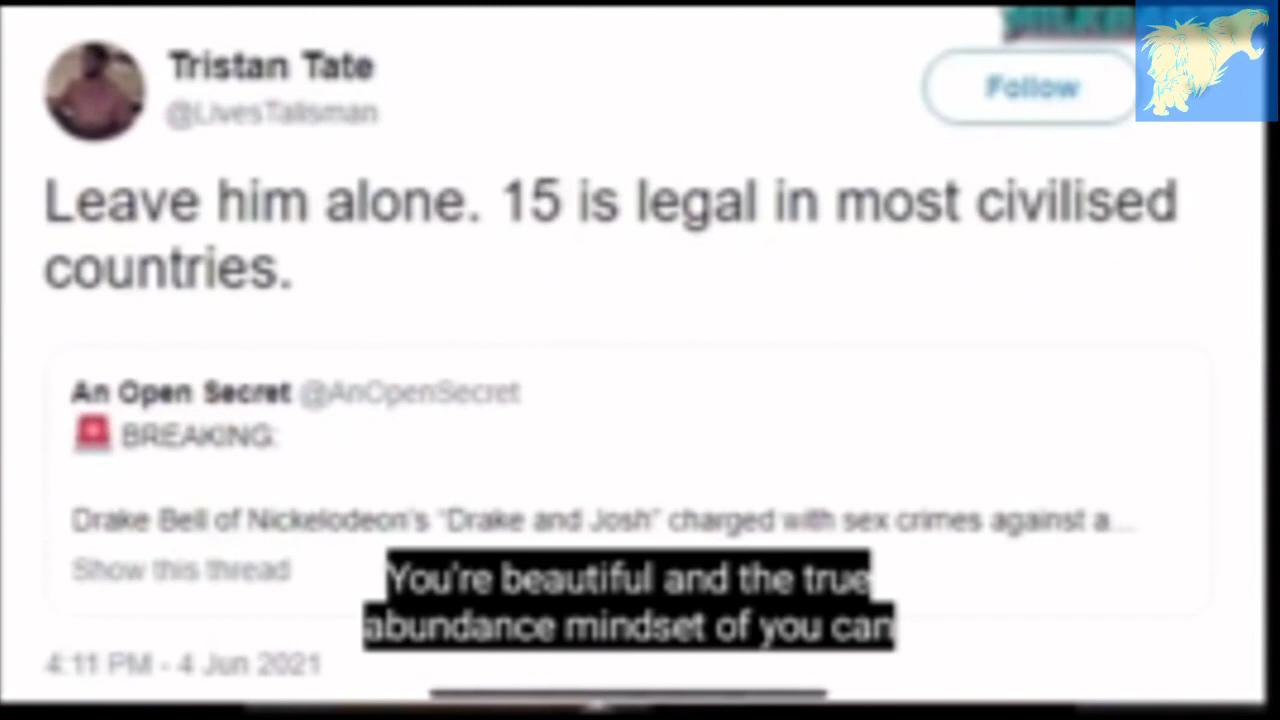 Tristan Tate
@LivesTalisman
Follow
Leave him alone. 15 is legal in most civilised
countries.
An Open Secret @AnOpenSecret
🚨 BREAKING:
Drake Bell of Nickelodeon's "Drake and Josh" charged with sex crimes against a...
Show this thread
You're beautiful and the true
abundance mindset of you can
4:11 PM - 4 Jun 2021